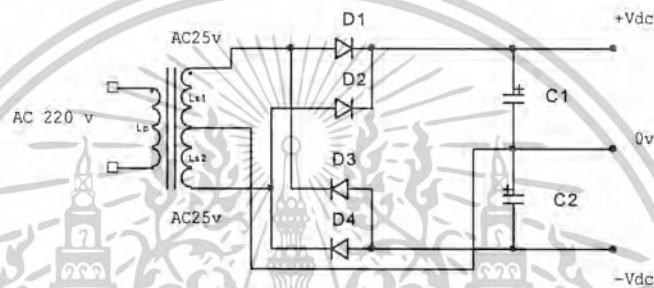 D1
+Vdc
AC25v
D2
C1
Ls1
AC 220 v
Lp
0v
Ls2
D3
C2
AC25v
D4
-Vdc